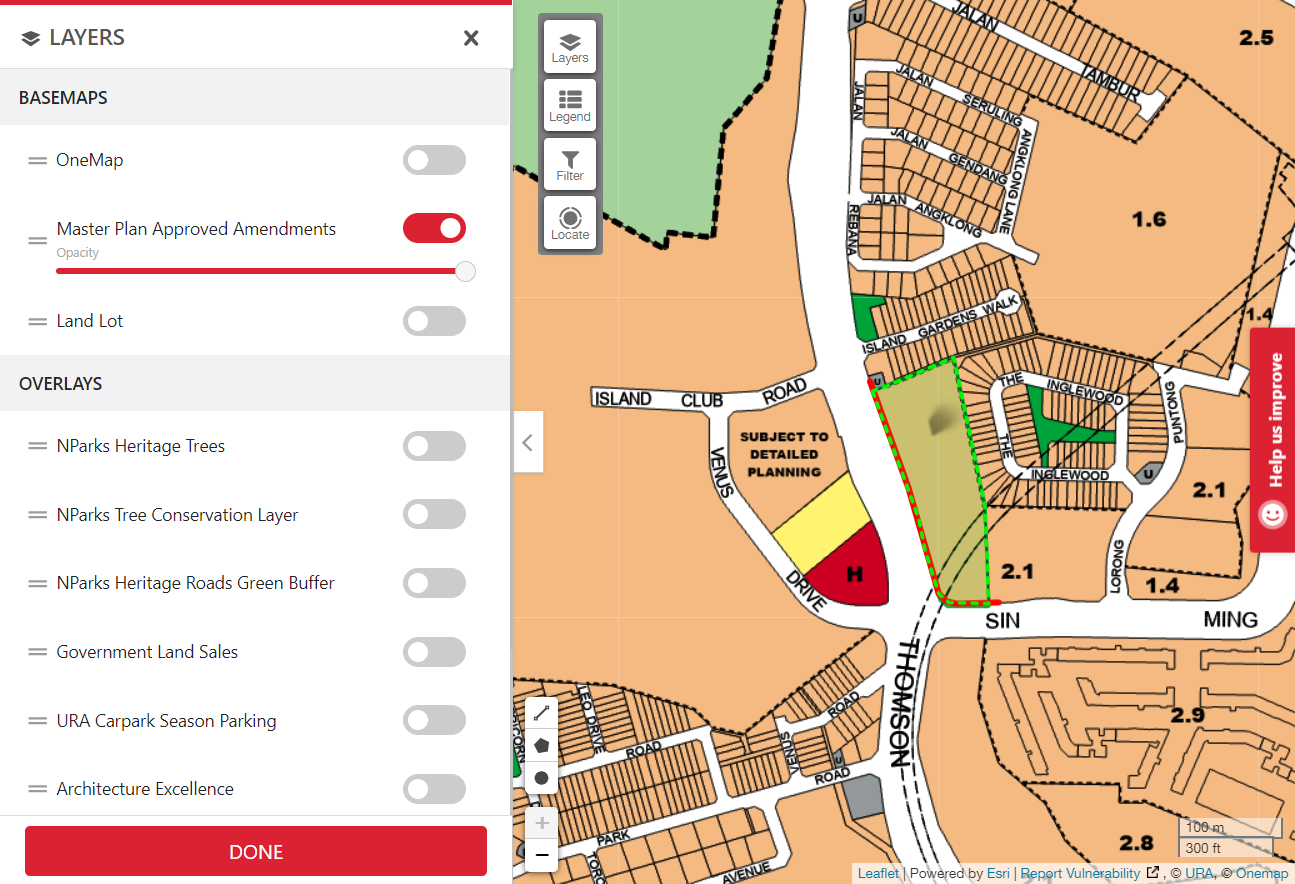 LAYERS
BASEMAPS
OneMap
Master Plan Approved Amendments
Opacity
Land Lot
OVERLAYS
NParks Heritage Trees
NParks Tree Conservation Layer
NParks Heritage Roads Green Buffer
Government Land Sales
URA Carpark Season Parking
Architecture Excellence
DONE
Layers
Legend
Filter
Locate
U
JALAN
TAMBUR
2.5
JALAN
SERULING
JALAN
JALAN
GENDANG
ANGKLONG LANE
JALAN
ANGKLONG
REBANA
1.6
1.4
ISLAND GARDENS WALK
U
THE
INGLEWOOD
PUNTONG
ISLAND CLUB ROAD
SUBJECT TO
DETAILED
PLANNING
VENUS
THE
INGLEWOOD
U
2.1
H
2.1
LORONG
1.4
DRIVE
SIN MING
THOMSON
2.9
LEO DRIVE
ROAD
ROAD
VENUS
U
ROAD
PARK
AVENUE
2.8
Help us improve
100 m
300 ft
Leaflet | Powered by Esri | Report Vulnerability , © URA, © Onemap